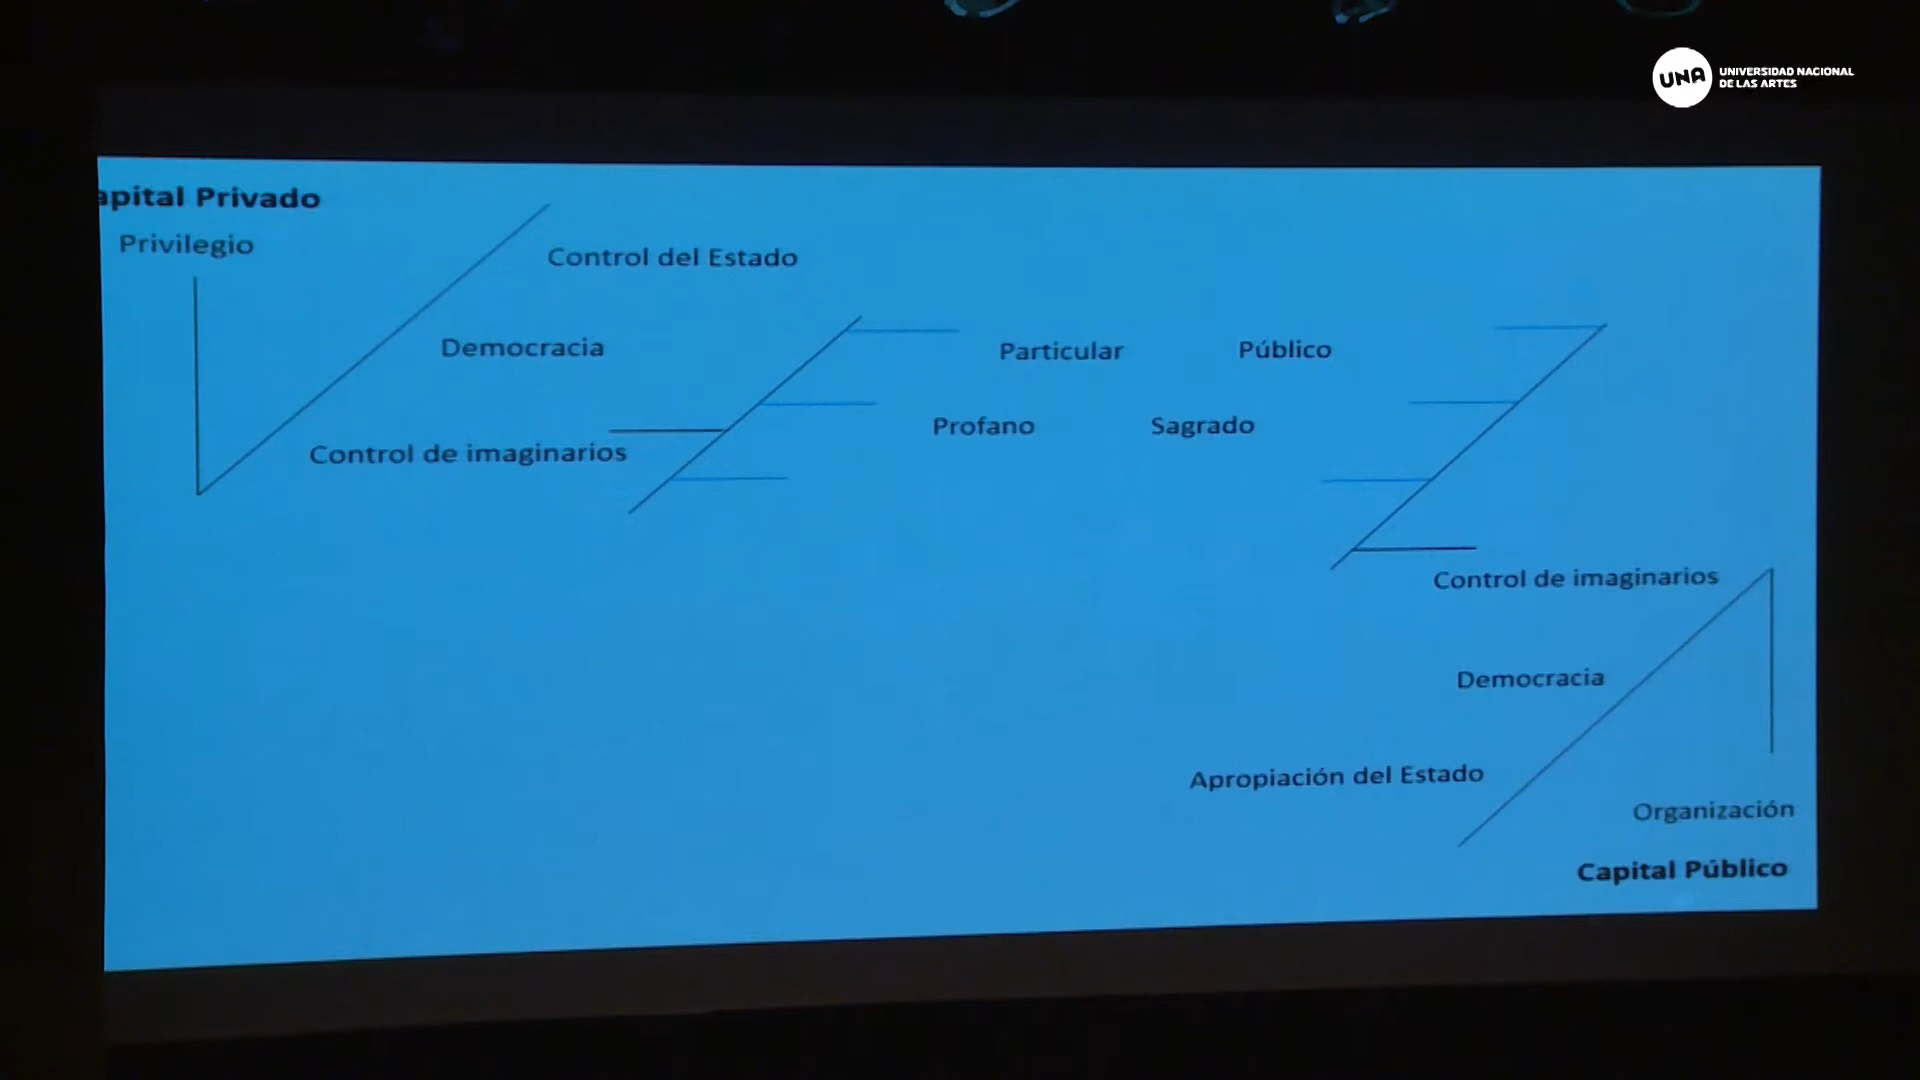 UNA UNIVERSIDAD NACIONAL
DE LAS ARTES
apital Privado
Privilegio
Control del Estado
Democracia
Particular Público
Control de imaginarios
Profano Sagrado
Control de imaginarios
Democracia
Apropiación del Estado
Organización
Capital Público